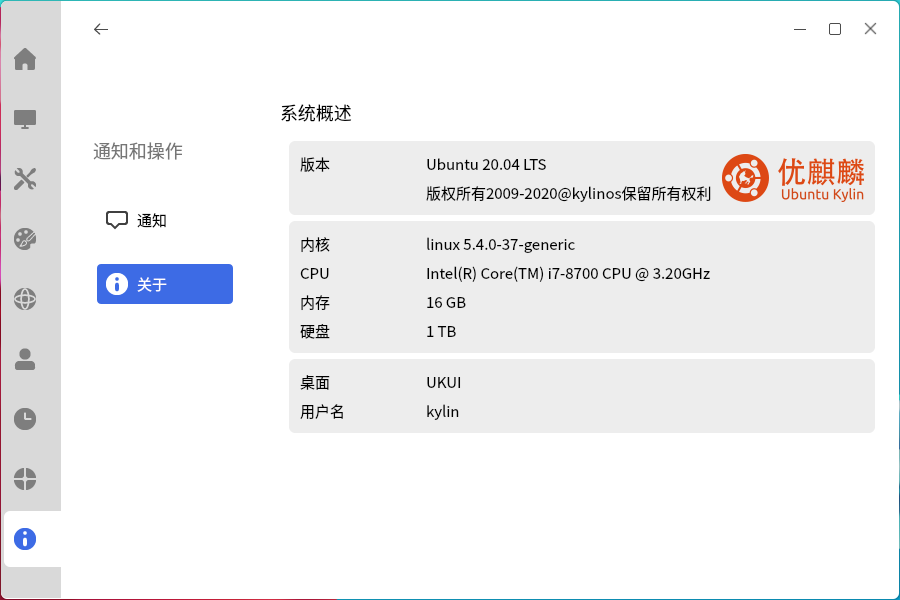 系统概述
通知和操作
通知
关于
版本 Ubuntu 20.04 LTS
版权所有2009-2020@kylinos保留所有权利
优麒麟
Ubuntu Kylin
内核 linux 5.4.0-37-generic
CPU Intel(R) Core(TM) i7-8700 CPU @ 3.20GHz
内存 16 GB
硬盘 1 TB
桌面 UKUI
用户名 kylin